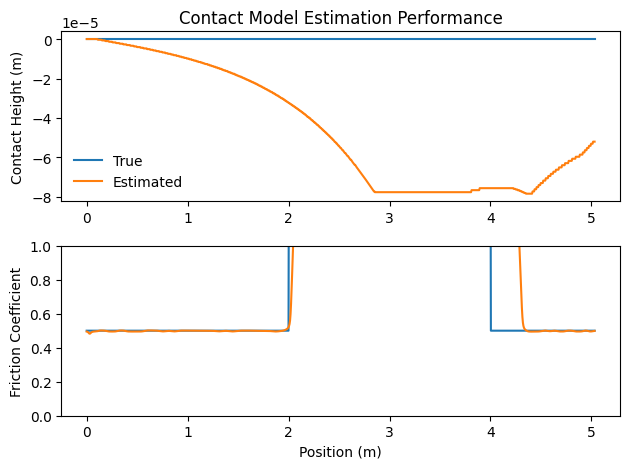 Contact Model Estimation Performance
1e−5
Contact Height (m)
0
−2
−4
−6
−8
True
Estimated
0 1 2 3 4 5
Friction Coefficient
1.0
0.8
0.6
0.4
0.2
0.0
0 1 2 3 4 5
Position (m)